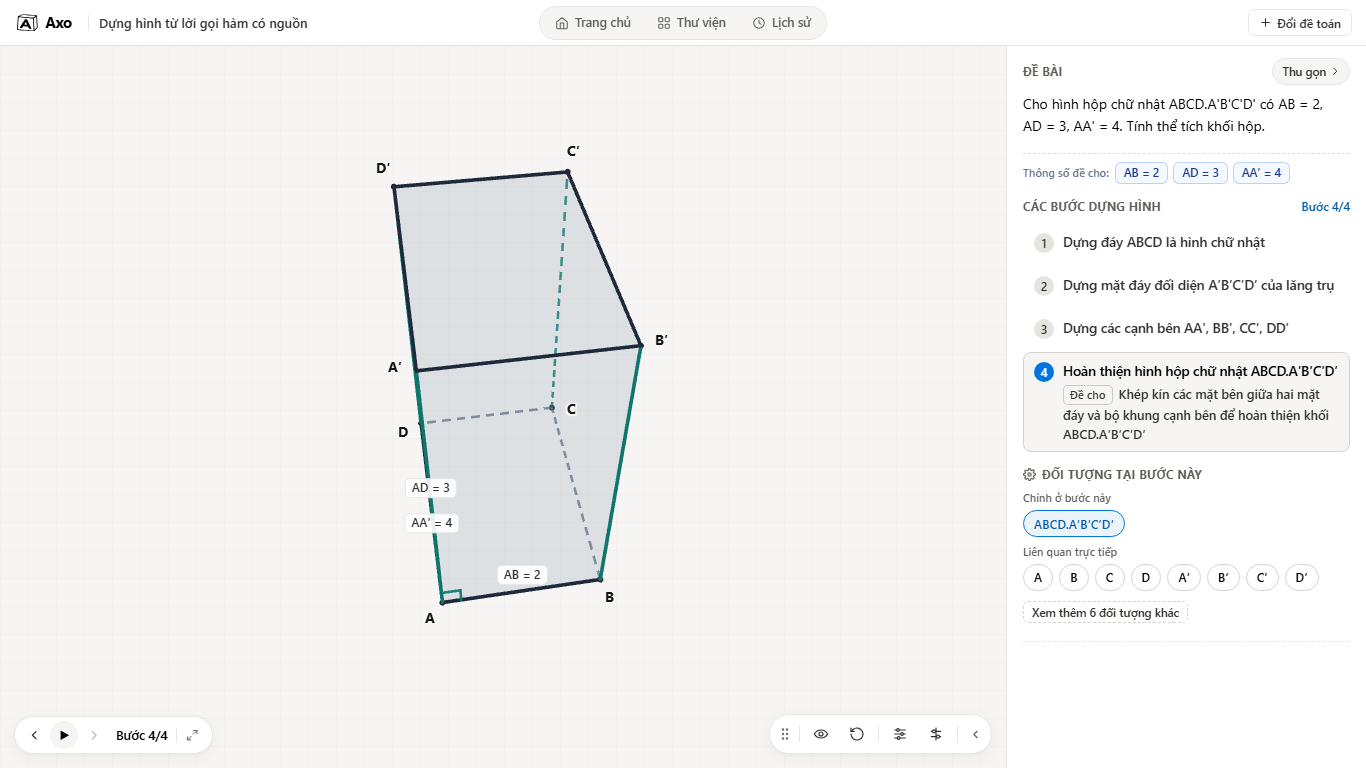 Axo
Dựng hình từ lời gọi hàm có nguồn
Trang chủ
Thư viện
Lịch sử
Đổi đề toán
D′
C′
A′
B′
D
C
AD = 3
AA′ = 4
AB = 2
A
B
Bước 4/4
ĐỀ BÀI
Thu gọn
Cho hình hộp chữ nhật ABCD.A'B'C'D' có AB = 2,
AD = 3, AA' = 4. Tính thể tích khối hộp.
Thông số đề cho:
AB = 2
AD = 3
AA′ = 4
CÁC BƯỚC DỰNG HÌNH
Bước 4/4
1
Dựng đáy ABCD là hình chữ nhật
2
Dựng mặt đáy đối diện A′B′C′D′ của lăng trụ
3
Dựng các cạnh bên AA′, BB′, CC′, DD′
4
Hoàn thiện hình hộp chữ nhật ABCD.A′B′C′D′
Đề cho Khép kín các mặt bên giữa hai mặt
đáy và bộ khung cạnh bên để hoàn thiện khối
ABCD.A′B′C′D′
ĐỐI TƯỢNG TẠI BƯỚC NÀY
Chính ở bước này
ABCD.A′B′C′D′
Liên quan trực tiếp
A
B
C
D
A′
B′
C′
D′
Xem thêm 6 đối tượng khác